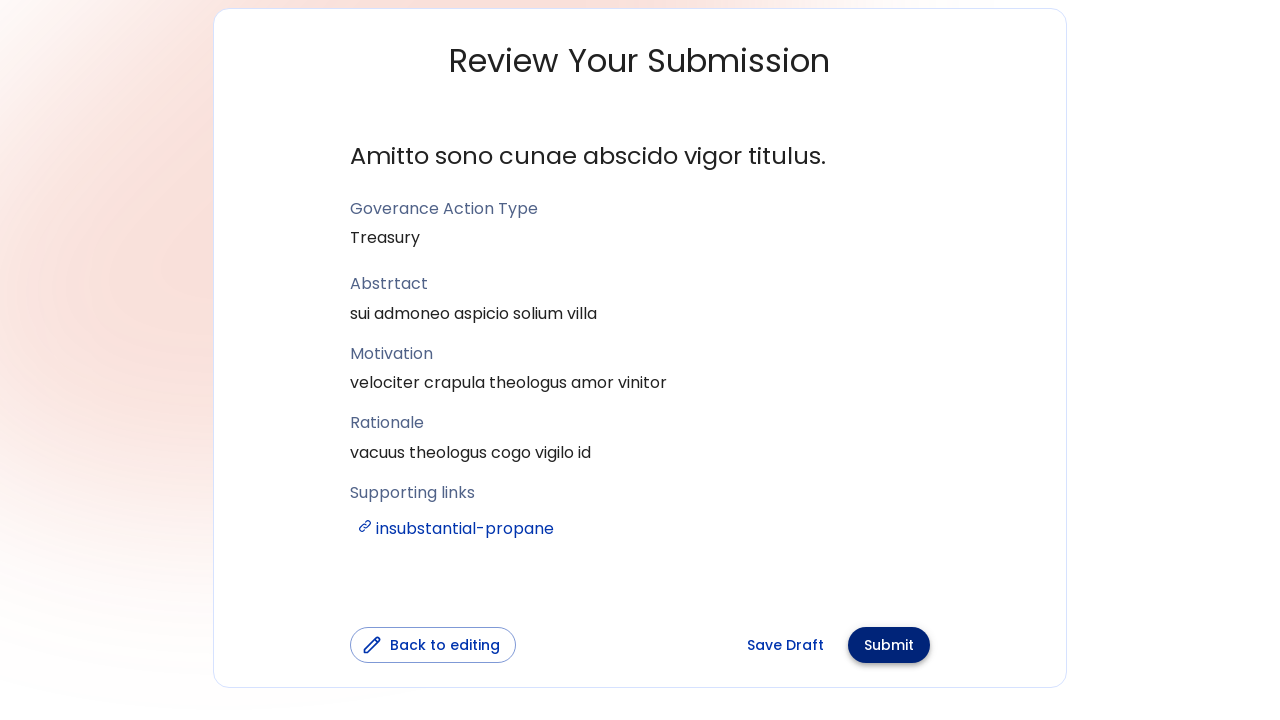 Review Your Submission
Amitto sono cunae abscido vigor titulus.
Goverance Action Type
Treasury
Abstrtact
sui admoneo aspicio solium villa
Motivation
velociter crapula theologus amor vinitor
Rationale
vacuus theologus cogo vigilo id
Supporting links
insubstantial-propane
Back to editing
Save Draft
Submit